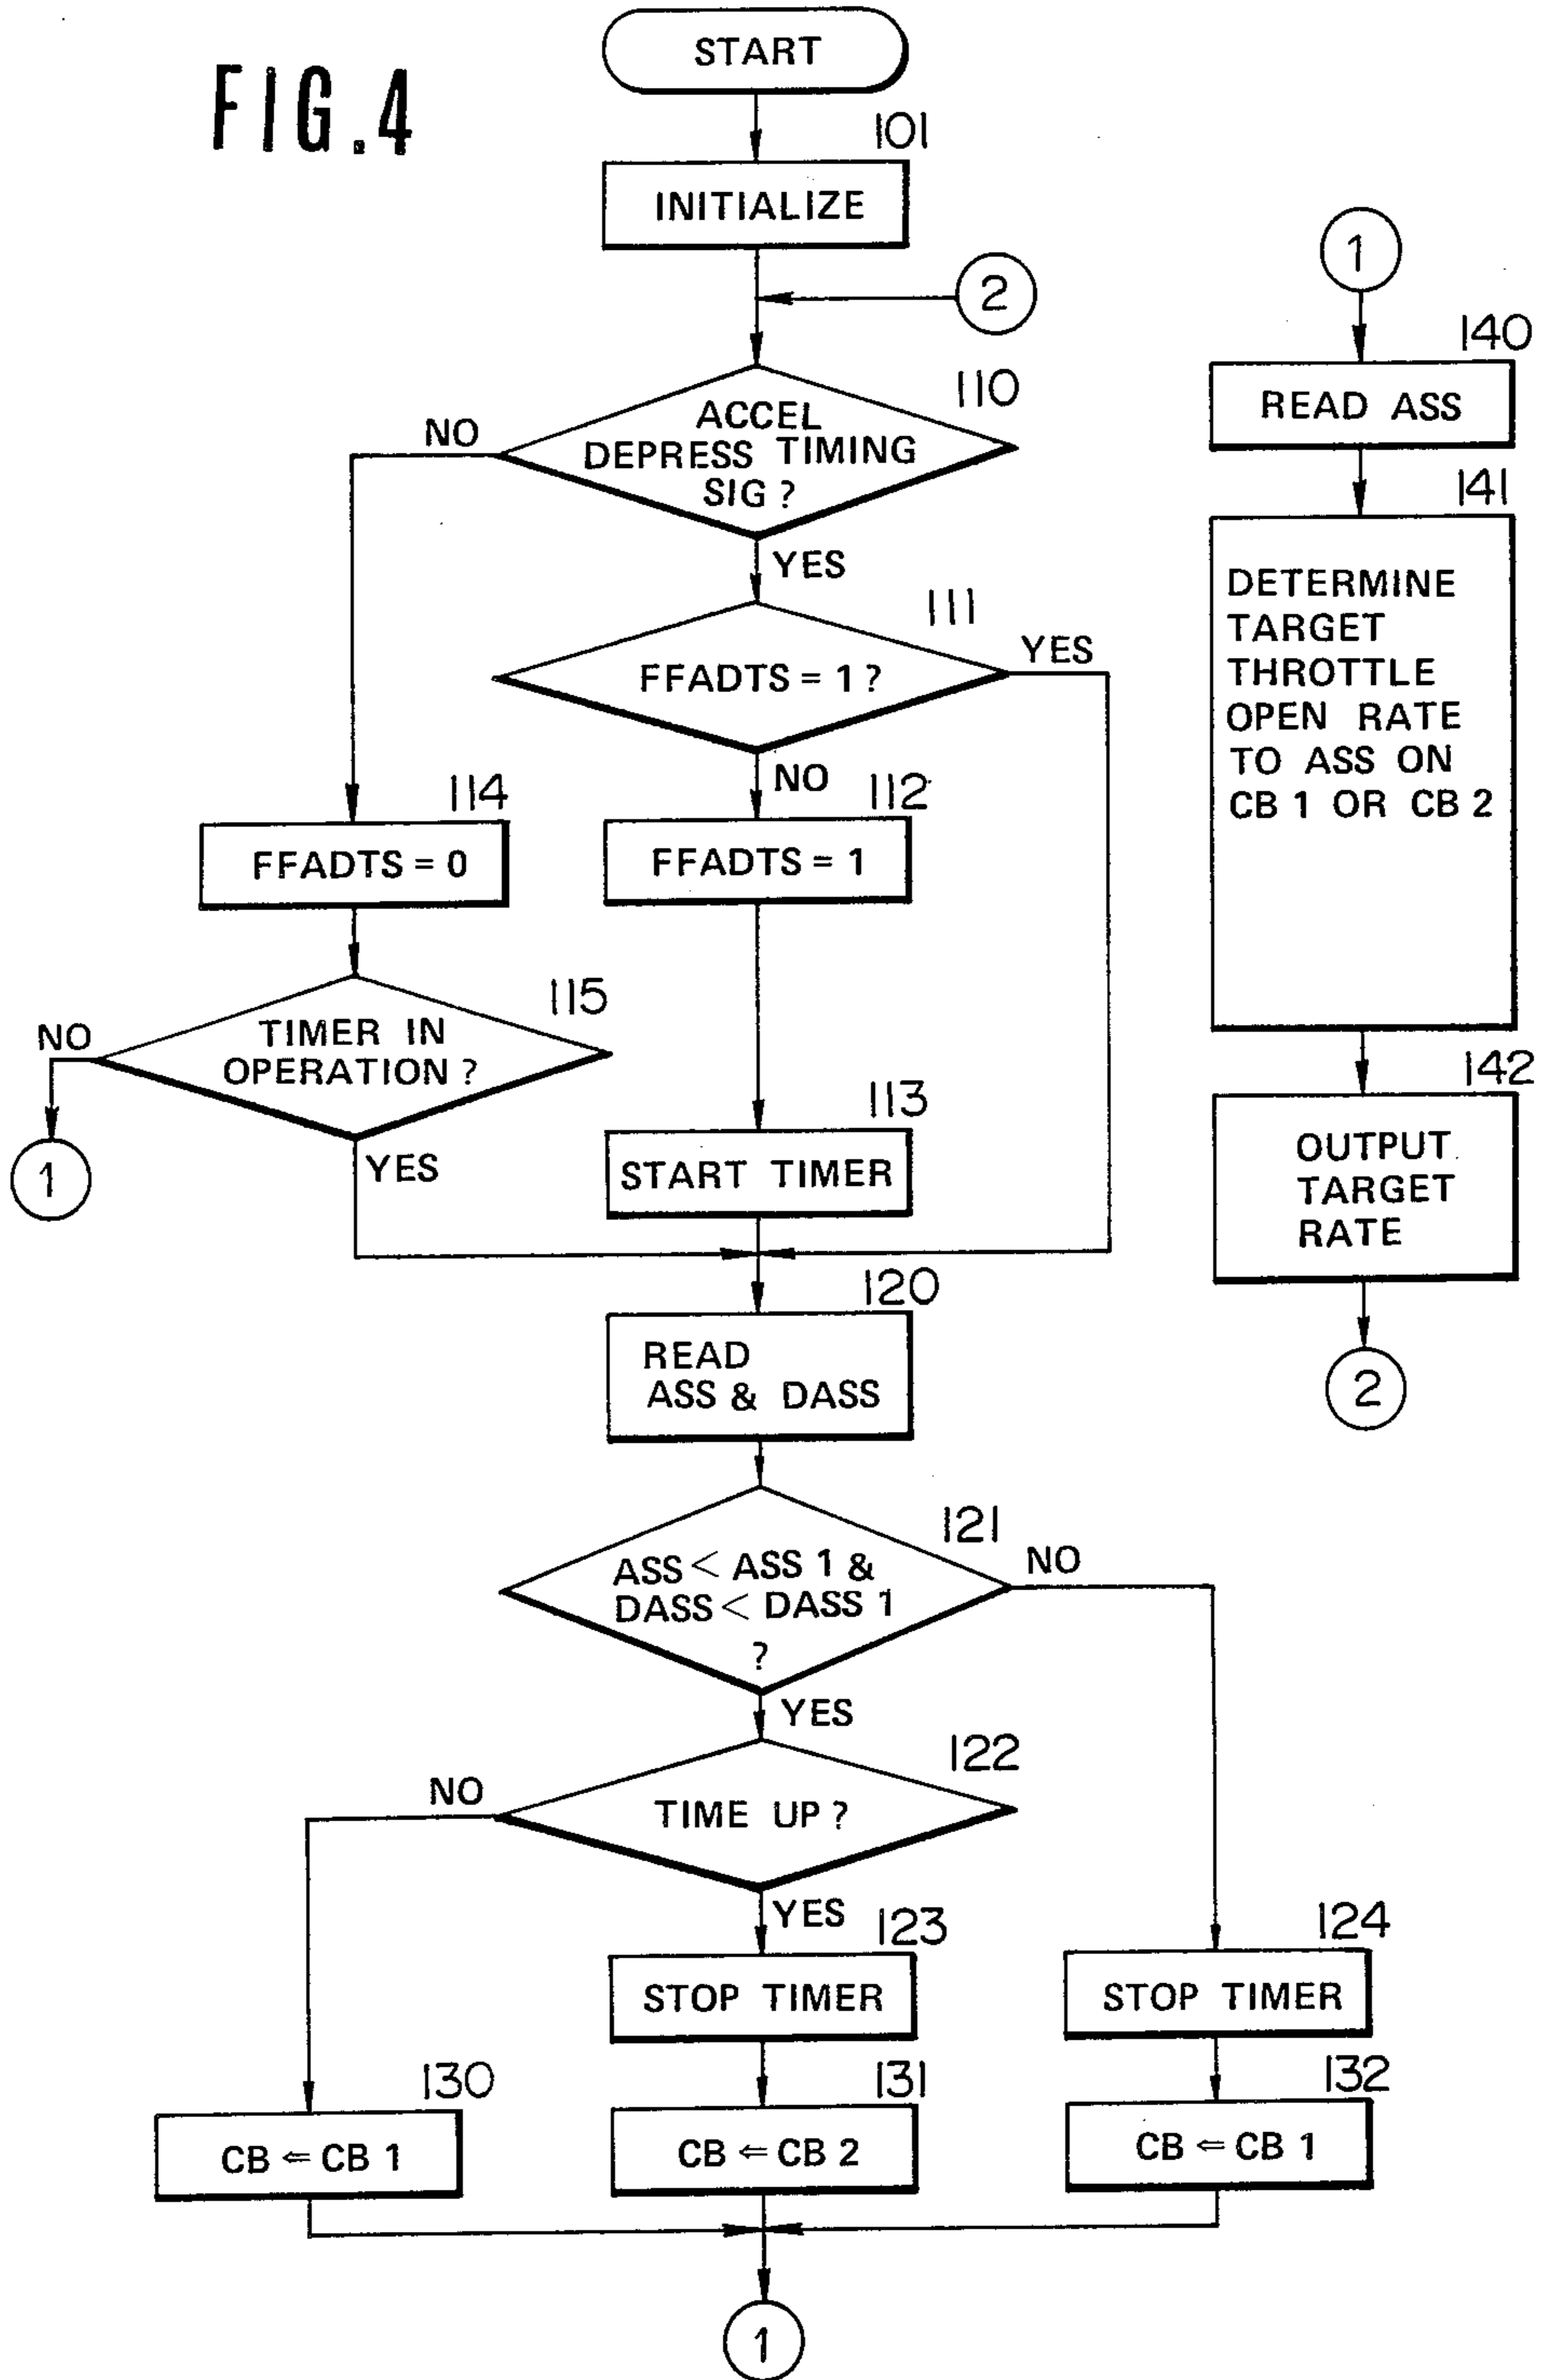 FIG.4
START
101
INITIALIZE
2
110
ACCEL
DEPRESS TIMING
SIG ?
NO
YES
111
FFADTS = 1 ?
YES
NO
114
FFADTS = 0
112
FFADTS = 1
115
TIMER IN
OPERATION ?
NO
1
YES
113
START TIMER
120
READ
ASS & DASS
121
ASS < ASS 1 &
DASS < DASS 1
?
NO
YES
122
TIME UP ?
NO
YES
123
STOP TIMER
124
STOP TIMER
130
CB ⇐ CB 1
131
CB ⇐ CB 2
132
CB ⇐ CB 1
1
1
140
READ ASS
141
DETERMINE
TARGET
THROTTLE
OPEN RATE
TO ASS ON
CB 1 OR CB 2
142
OUTPUT
TARGET
RATE
2